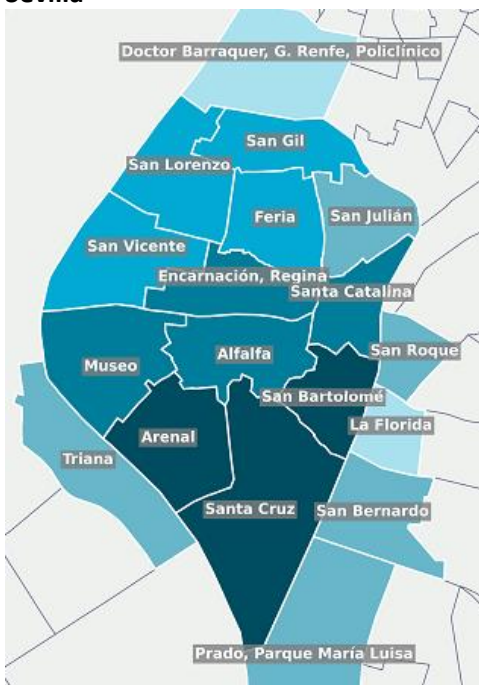 Sevilla
Doctor Barraquer, G. Renfe, Policlínico
San Gil
San Lorenzo
Feria
San Julián
San Vicente
Encarnación, Regina
Santa Catalina
Alfalfa
San Roque
Museo
San Bartolomé
La Florida
Arenal
Triana
Santa Cruz
San Bernardo
Prado, Parque María Luisa